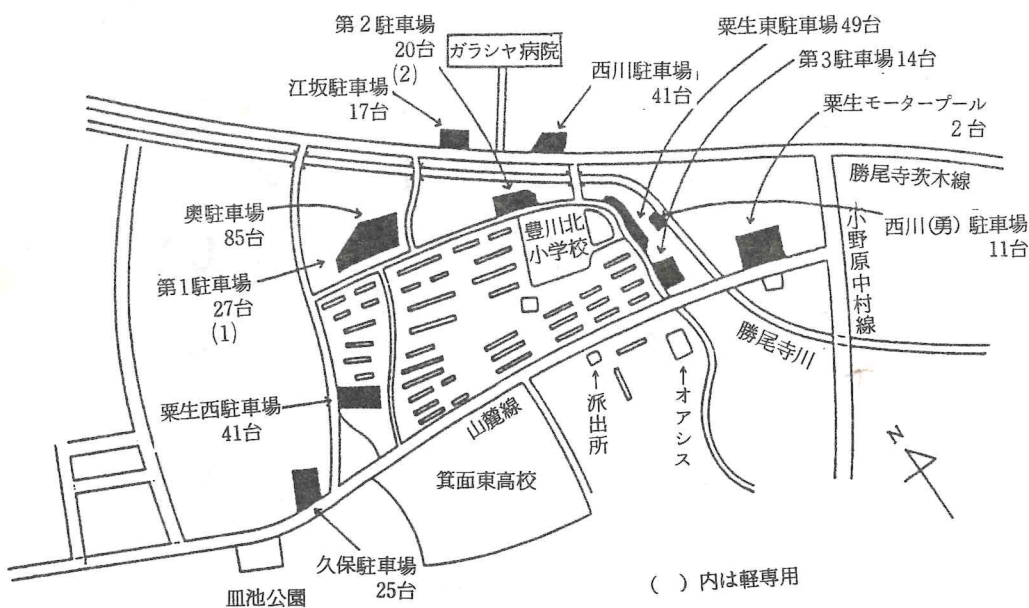 第2駐車場
20台
(2)
ガラシャ病院
粟生東駐車場49台
江坂駐車場
17台
西川駐車場
41台
第3駐車場14台
粟生モータープール
2台
勝尾寺茨木線
奥駐車場
85台
豊川北
小学校
西川(勇)駐車場
11台
小野原中村線
第1駐車場
27台
(1)
勝尾寺川
粟生西駐車場
41台
山麓線
←派出所
←オアシス
N
箕面東高校
久保駐車場
25台
皿池公園
( )内は軽専用